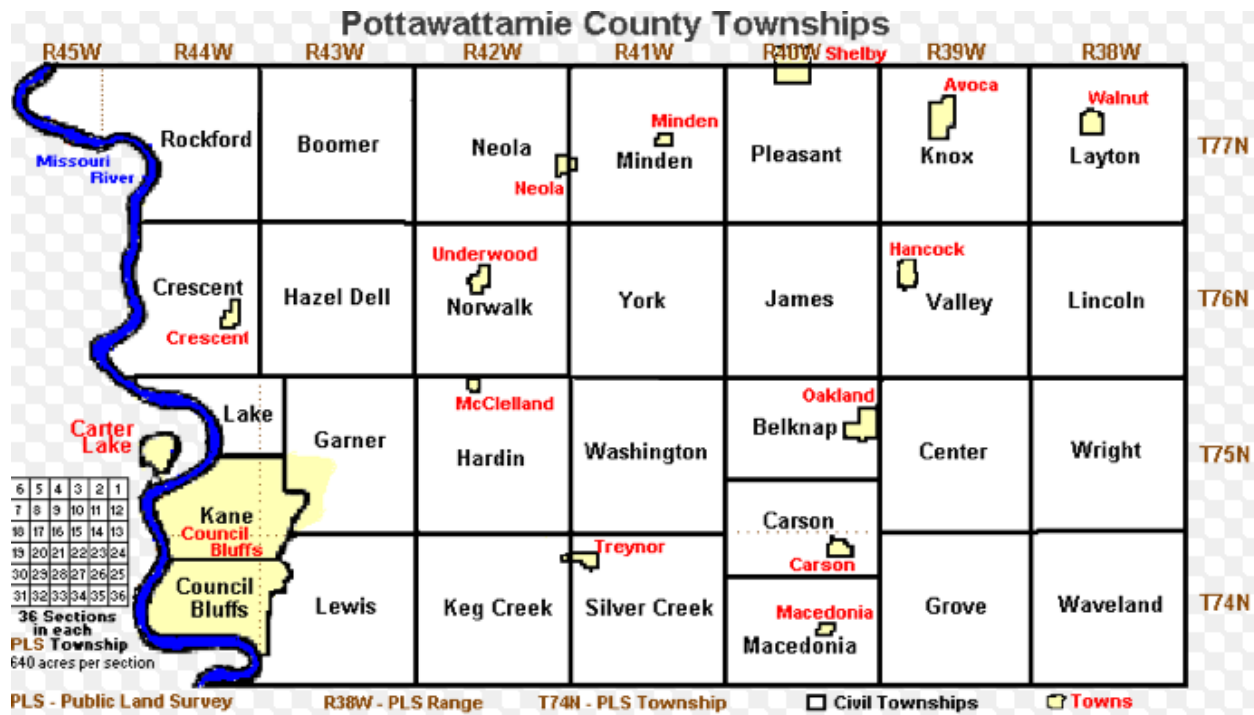 Pottawattamie County Townships
R45W R44W R43W R42W R41W R40W R39W R38W
Shelby
Avoca
Walnut
Minden
Rockford Boomer Neola Minden Pleasant Knox Layton T77N
Missouri
River
Neola
Underwood
Hancock
Crescent Hazel Dell Norwalk York James Valley Lincoln T76N
Crescent
McClelland
Oakland
Lake
Carter
Lake
Garner Hardin Washington Belknap Center Wright T75N
6 5 4 3 2 1
7 8 9 10 11 12
18 17 16 15 14 13
19 20 21 22 23 24
30 29 28 27 26 25
31 32 33 34 35 36
Kane
Council
Bluffs
Carson
Carson
Treynor
Council
Bluffs
Lewis Keg Creek Silver Creek Grove Waveland T74N
Macedonia
Macedonia
36 Sections
in each
PLS Township
640 acres per section
PLS - Public Land Survey R38W - PLS Range T74N - PLS Township Civil Townships Towns